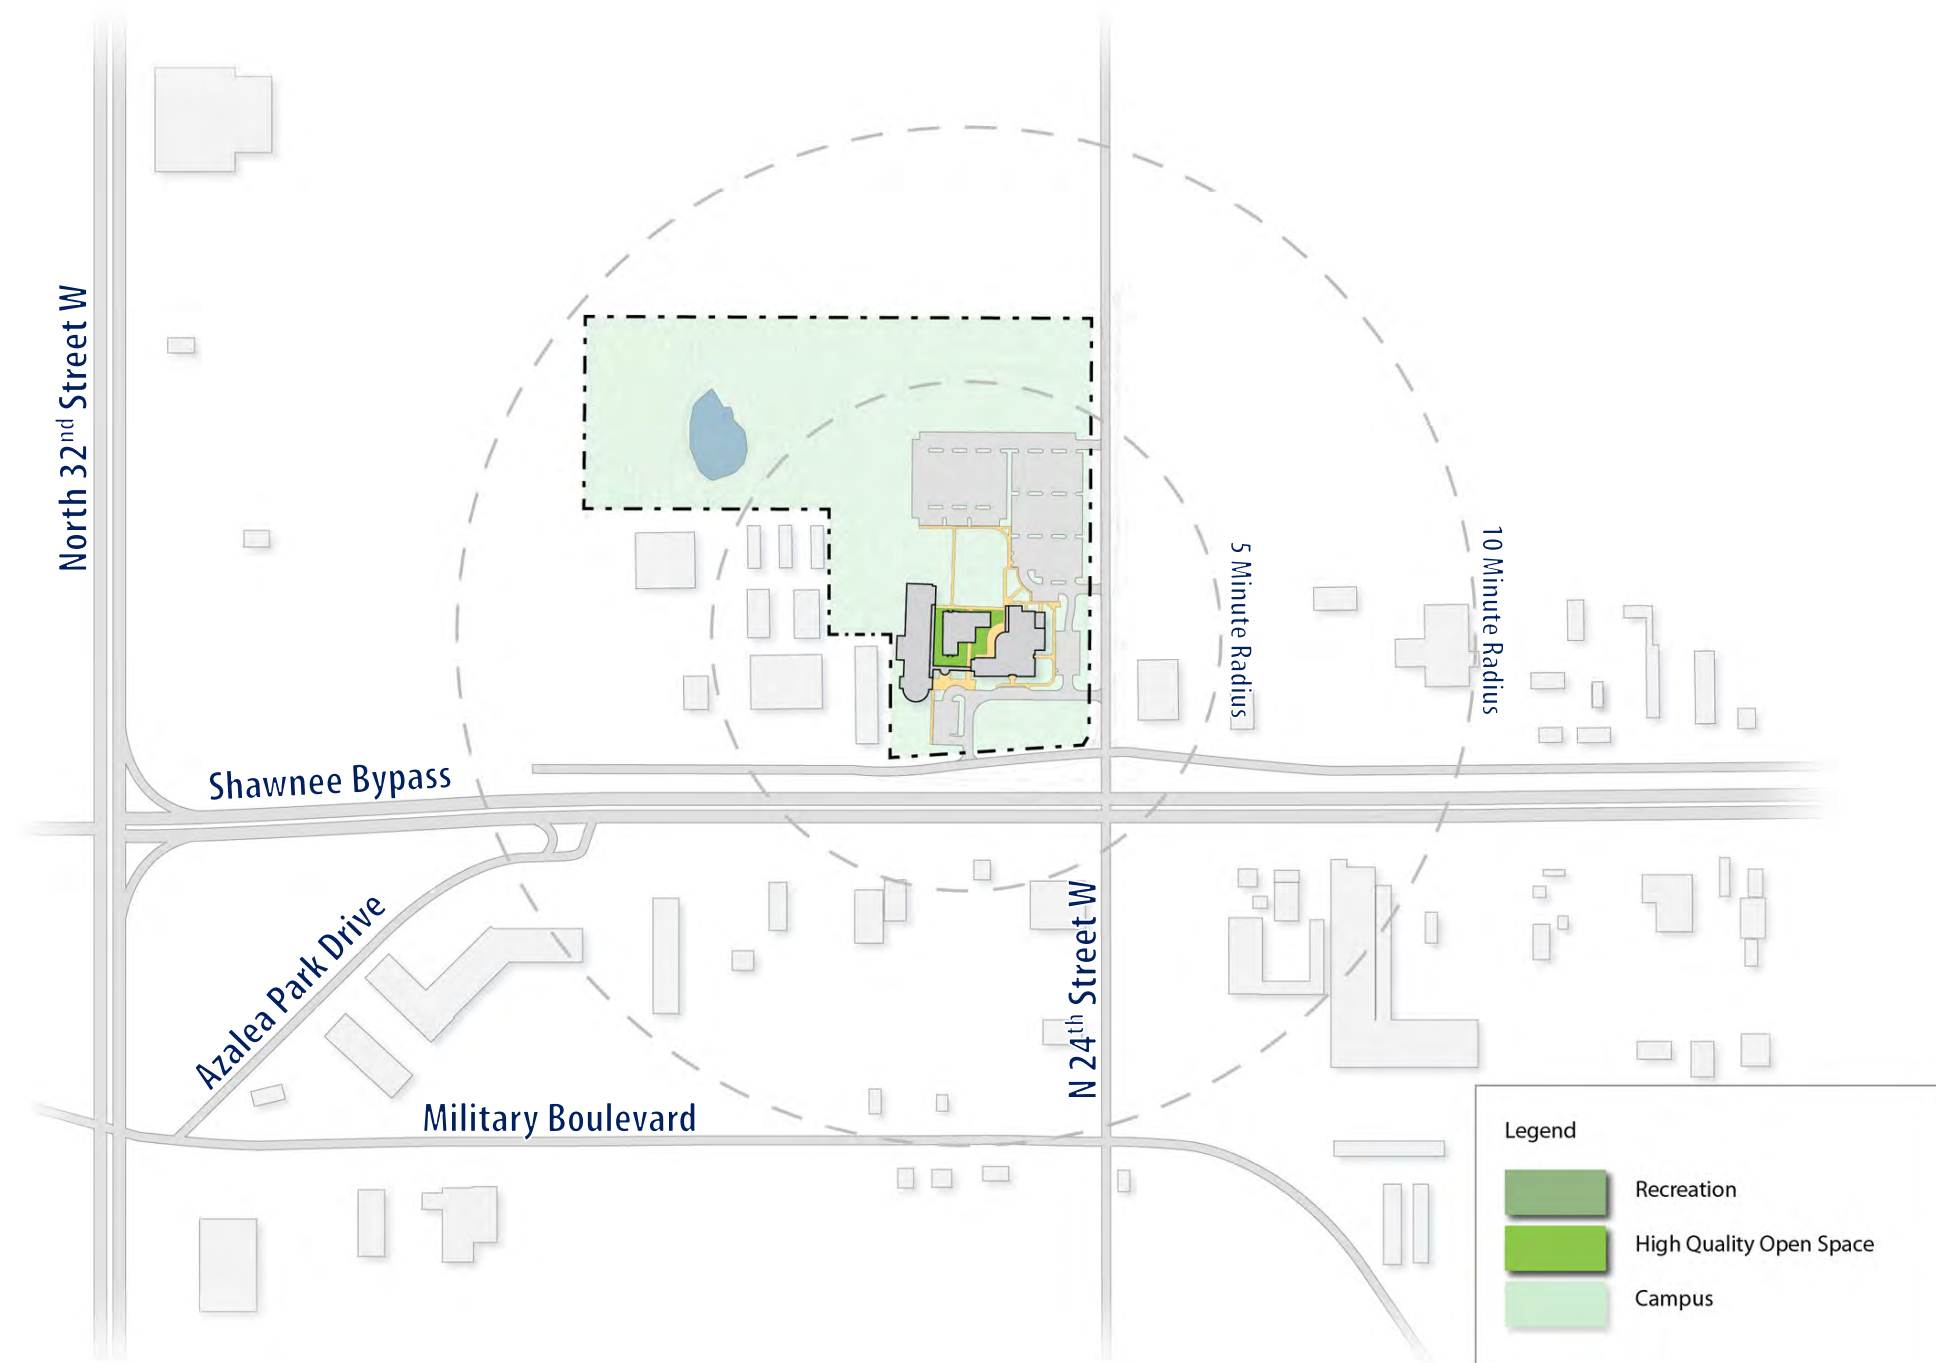 North 32nd Street W
5 Minute Radius
10 Minute Radius
Shawnee Bypass
Azalea Park Drive
N 24th Street W
Military Boulevard
Legend
Recreation
High Quality Open Space
Campus